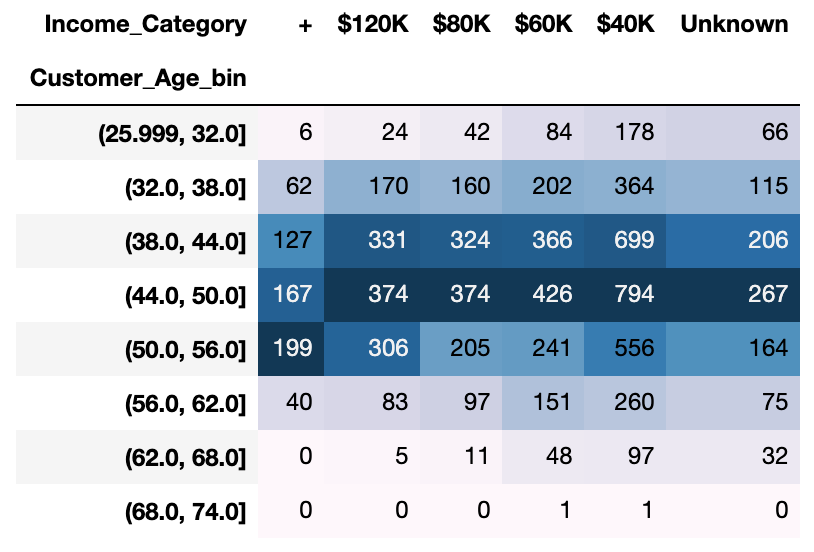 Income_Category + $120K $80K $60K $40K Unknown
Customer_Age_bin
(25.999, 32.0] 6 24 42 84 178 66
(32.0, 38.0] 62 170 160 202 364 115
(38.0, 44.0] 127 331 324 366 699 206
(44.0, 50.0] 167 374 374 426 794 267
(50.0, 56.0] 199 306 205 241 556 164
(56.0, 62.0] 40 83 97 151 260 75
(62.0, 68.0] 0 5 11 48 97 32
(68.0, 74.0] 0 0 0 1 1 0